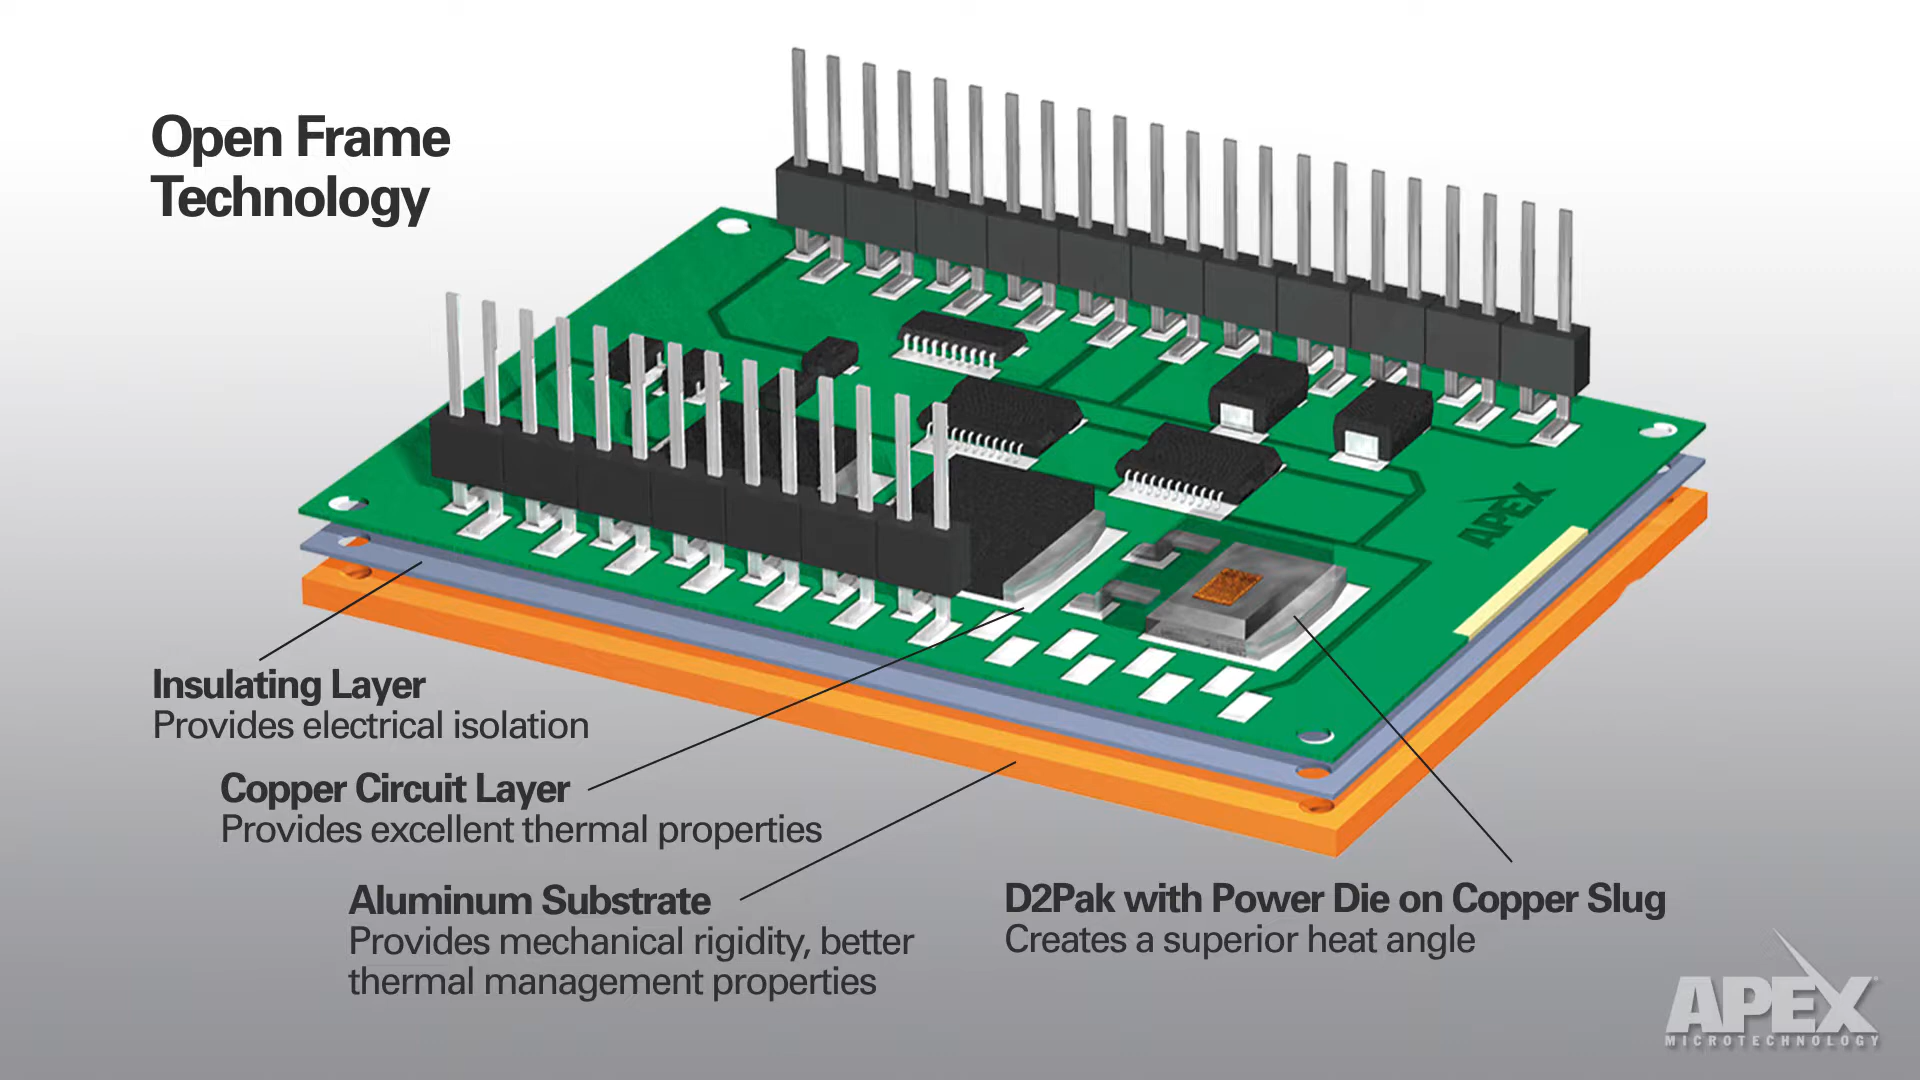 Open Frame
Technology
APEX
Insulating Layer
Provides electrical isolation
Copper Circuit Layer
Provides excellent thermal properties
Aluminum Substrate
Provides mechanical rigidity, better
thermal management properties
D2Pak with Power Die on Copper Slug
Creates a superior heat angle
APEX
MICROTECHNOLOGY